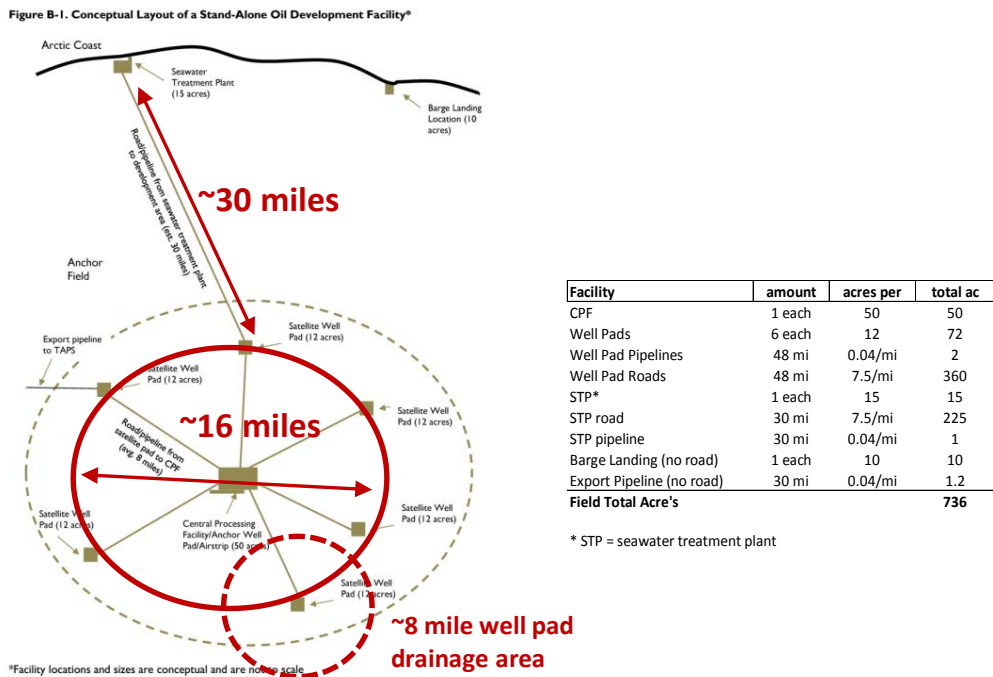 Figure B-1. Conceptual Layout of a Stand-Alone Oil Development Facility*
Arctic Coast
Seawater
Treatment Plant
(15 acres)
Barge Landing
Location (10
acres)
Road/pipeline from seawater treatment plant
to development area (est. 30 miles)
~30 miles
Anchor
Field
Satellite Well
Pad (12 acres)
Export pipeline
to TAPS
Satellite Well
Pad (12 acres)
Satellite Well
Pad (12 acres)
~16 miles
Road/pipeline from
satellite pad to CPF
(avg. 8 miles)
Satellite Well
Pad (12 acres)
Central Processing
Facility/Anchor Well
Pad/Airstrip (50 acres)
Satellite Well
Pad (12 acres)
Satellite Well
Pad (12 acres)
~8 mile well pad
drainage area
*Facility locations and sizes are conceptual and are not to scale
Facility amount acres per total ac
CPF 1 each 50 50
Well Pads 6 each 12 72
Well Pad Pipelines 48 mi 0.04/mi 2
Well Pad Roads 48 mi 7.5/mi 360
STP* 1 each 15 15
STP road 30 mi 7.5/mi 225
STP pipeline 30 mi 0.04/mi 1
Barge Landing (no road) 1 each 10 10
Export Pipeline (no road) 30 mi 0.04/mi 1.2
Field Total Acre's 736
* STP = seawater treatment plant